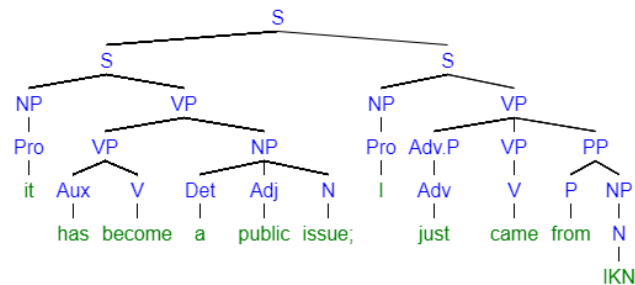 S
S S
NP VP NP VP
Pro VP NP Pro Adv.P VP PP
it Aux V Det Adj N I Adv V P NP
has become a public issue; just came from N
IKN